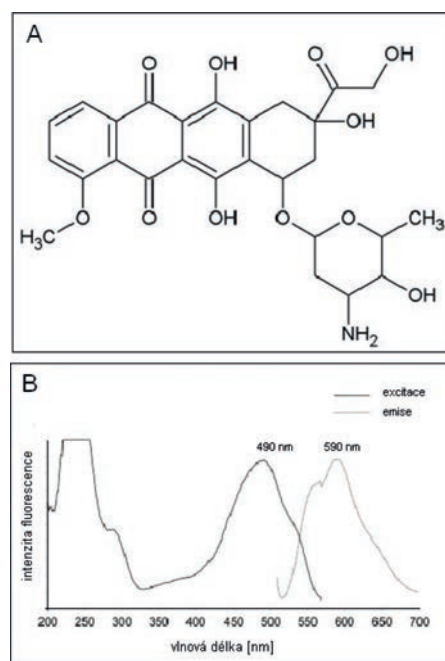 A
O
OH
O
OH
OH
O
O
OH
O
O
CH3
H3C
OH
NH2
B
excitace
emise
490 nm
590 nm
intenzita fluorescence
200 250 300 350 400 450 500 550 600 650 700
vlnová délka [nm]